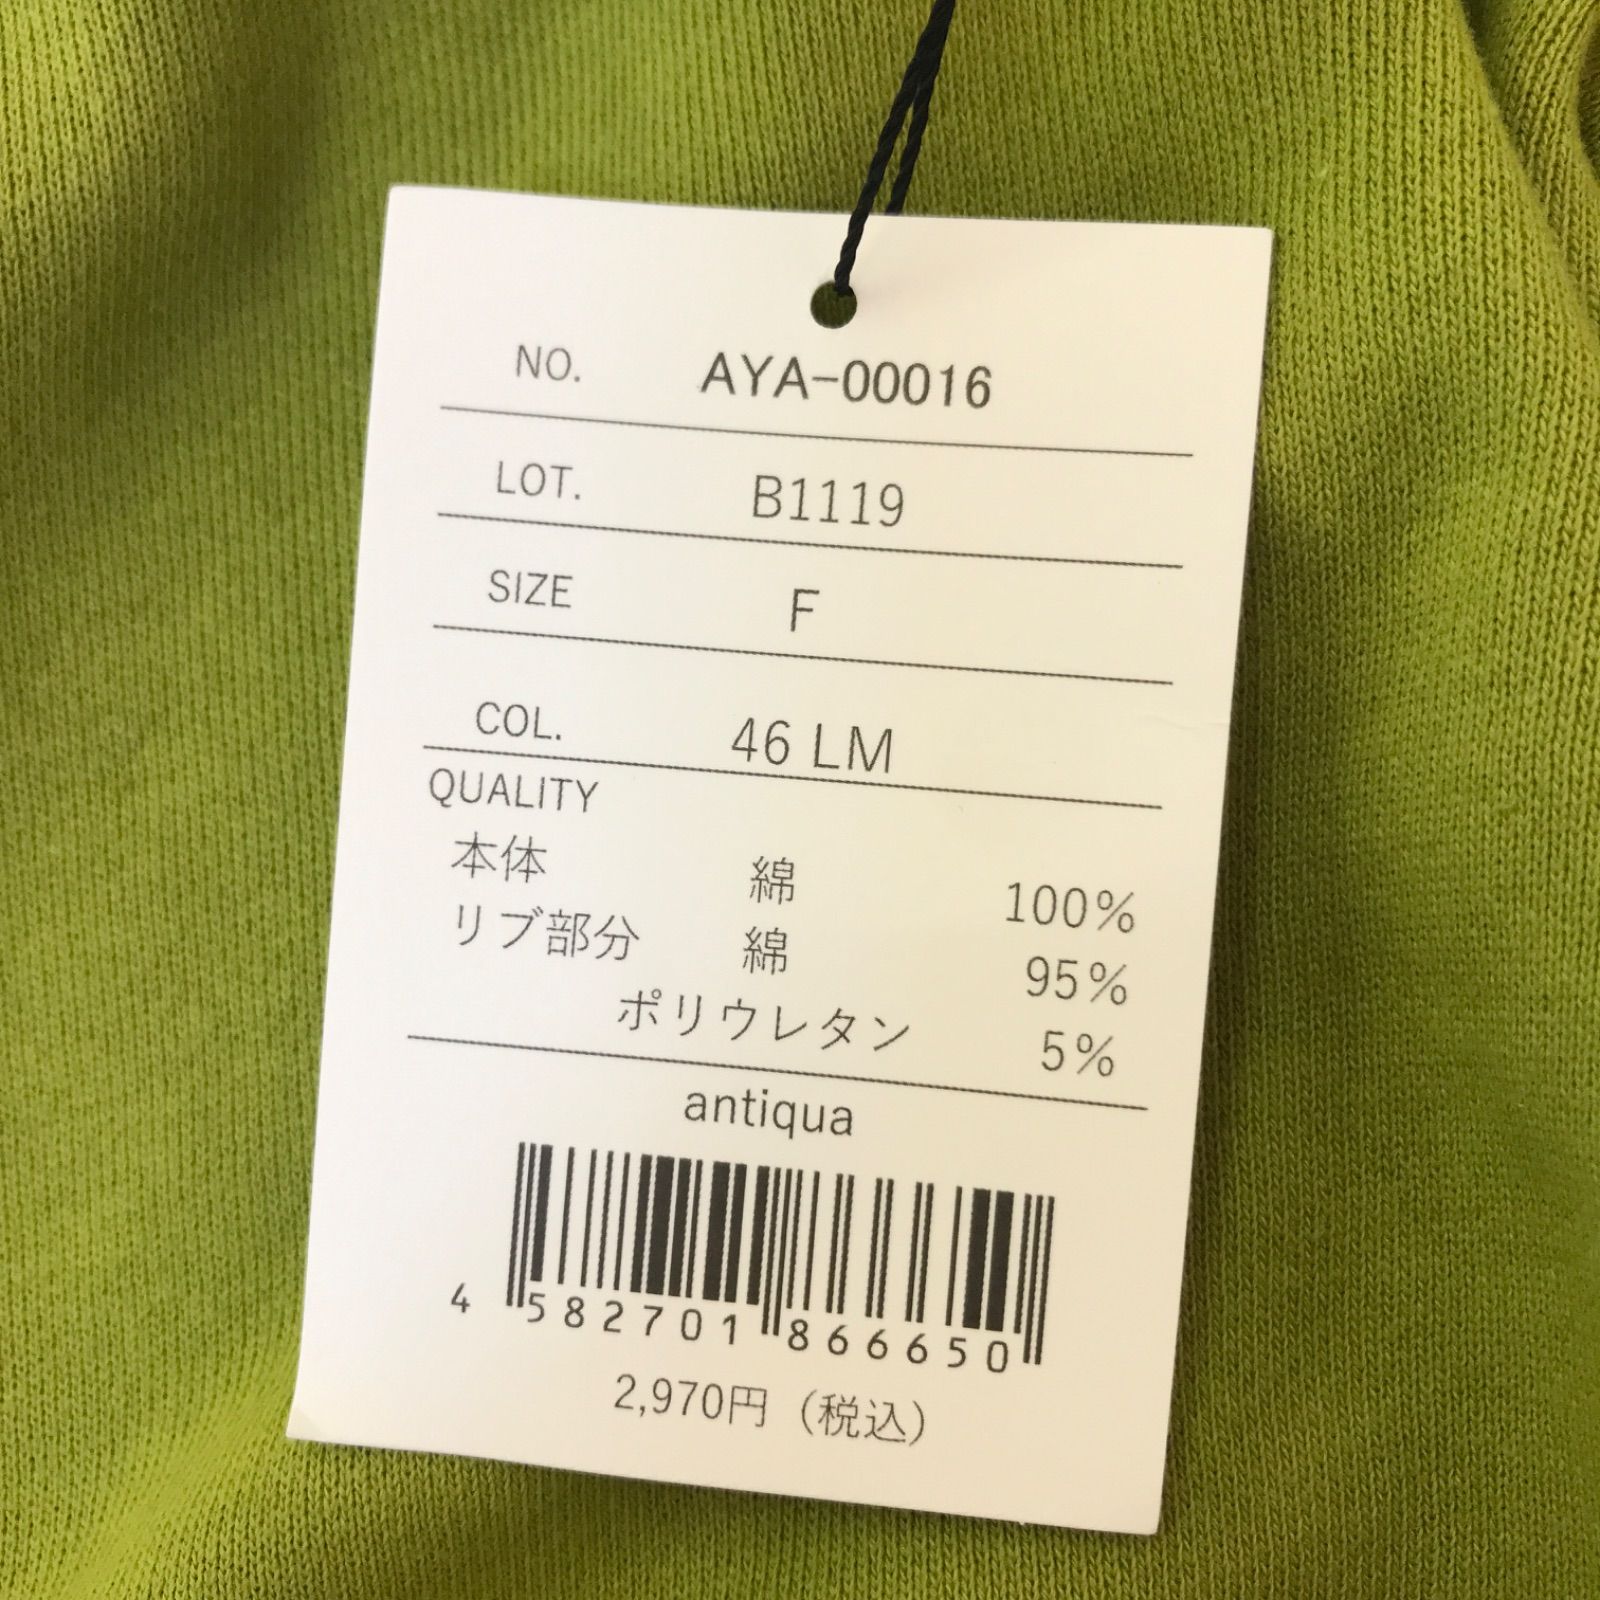 NO. AYA-00016
LOT. B1119
SIZE F
COL. 46 LM
QUALITY
本体 綿 100%
リブ部分 綿 95%
ポリウレタン 5%
antiqua
4 582701 866650
2,970円（税込）